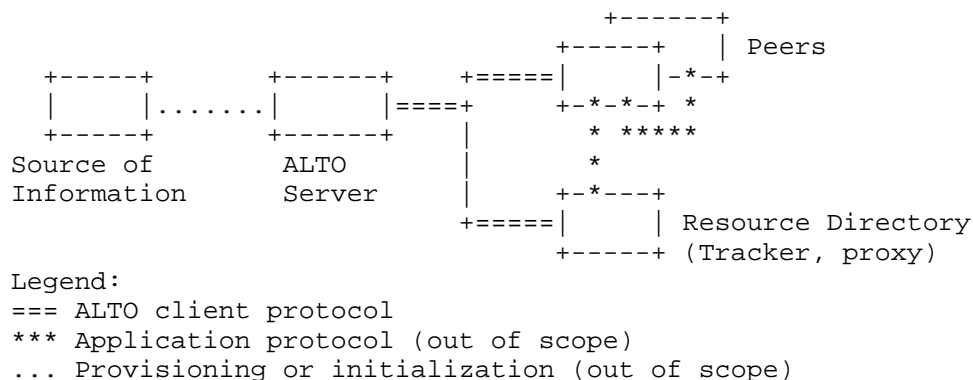 +------+
                                      +-----+   | Peers
  +-----+       +------+       +=====|     |-*-+
  |     |.......|      |====+     +-*-*-+ *
  +-----+       +------+    |       * *****
Source of       ALTO        |       *
Information     Server      |     +-*---+
                            +=====|     | Resource Directory
                                  +-----+ (Tracker, proxy)
Legend:
=== ALTO client protocol
*** Application protocol (out of scope)
... Provisioning or initialization (out of scope)